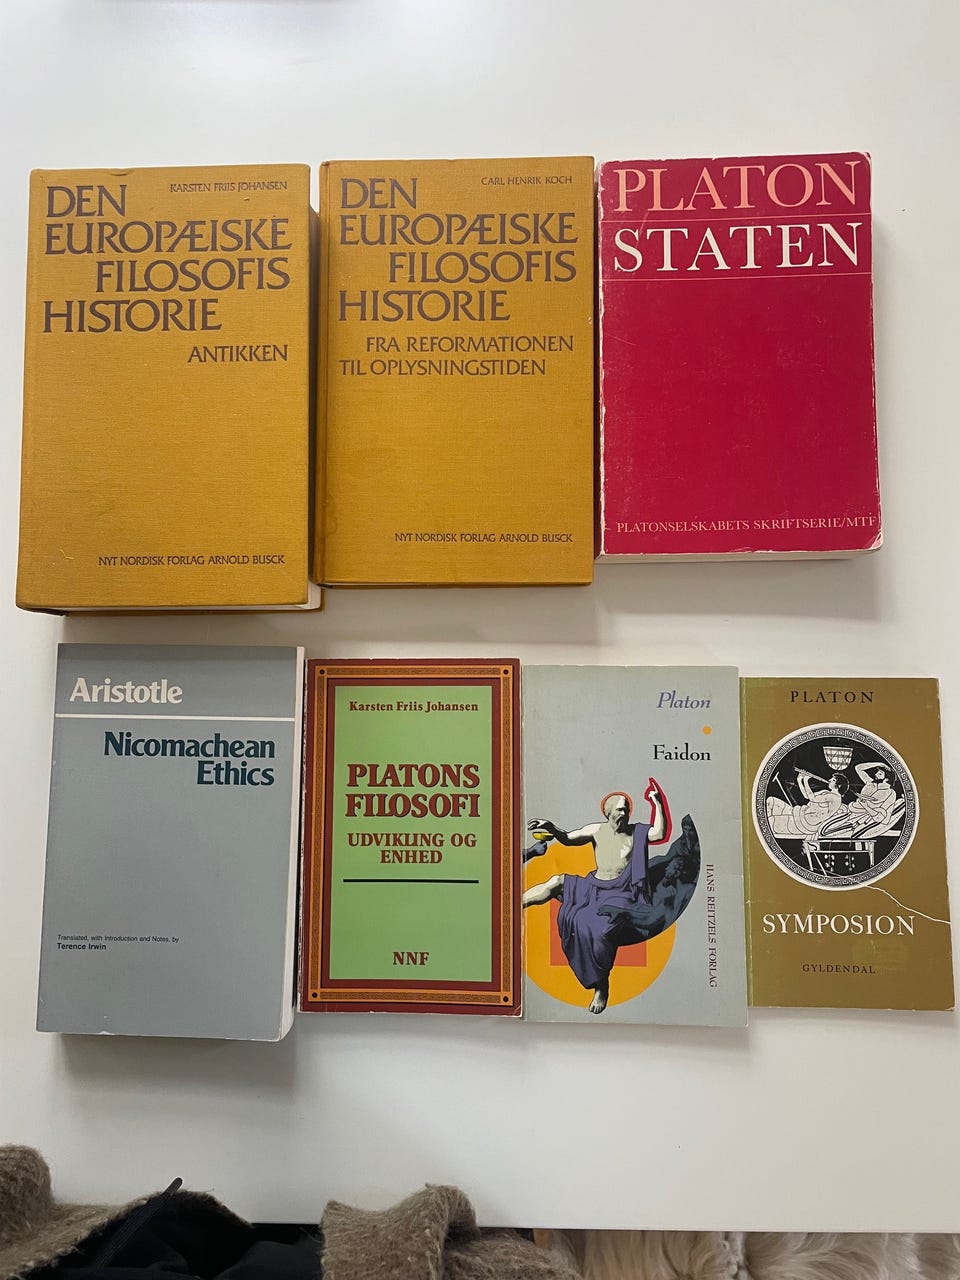 DEN
KARSTEN FRIIS JOHANSEN
EUROPÆISKE
FILOSOFIS
HISTORIE
ANTIKKEN
NYT NORDISK FORLAG ARNOLD BUSCK
DEN
CARL HENRIK KOCH
EUROPÆISKE
FILOSOFIS
HISTORIE
FRA REFORMATIONEN
TIL OPLYSNINGSTIDEN
NYT NORDISK FORLAG ARNOLD BUSCK
PLATON
STATEN
PLATONSELSKABETS SKRIFTSERIE/MTF
Aristotle
Nicomachean
Ethics
Translated, with Introduction and Notes, by
Terence Irwin
Karsten Friis Johansen
PLATONS
FILOSOFI
UDVIKLING OG
ENHED
NNF
Platon
Faidon
HANS REITZELS FORLAG
PLATON
SYMPOSION
GYLDENDAL